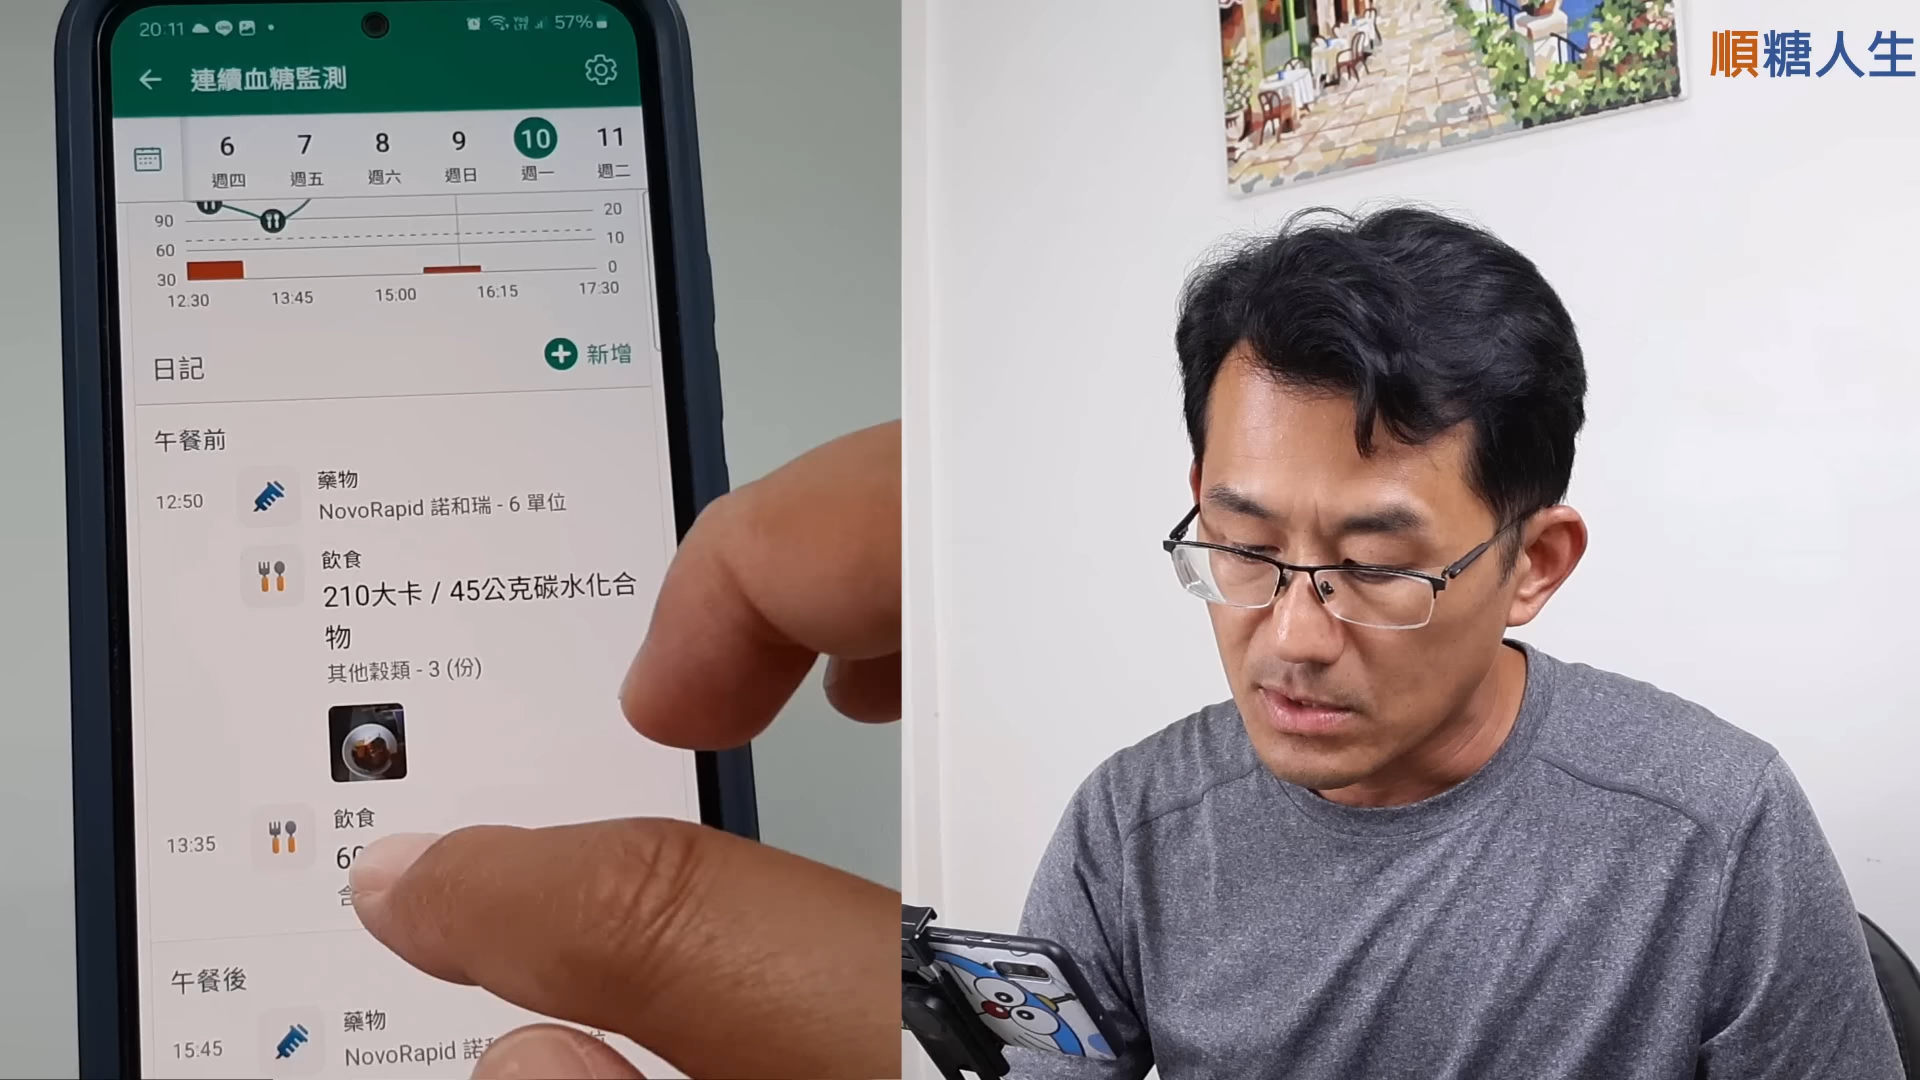 順糖人生
20:11
57%
連續血糖監測
6 7 8 9 10 11
週四 週五 週六 週日 週一 週二
90 20
60 10
30 0
12:30 13:45 15:00 16:15 17:30
日記
新增
午餐前
12:50
藥物
NovoRapid 諾和瑞 - 6 單位
飲食
210大卡 / 45公克碳水化合
物
其他穀類 - 3 (份)
13:35
飲食
午餐後
15:45
藥物
NovoRapid